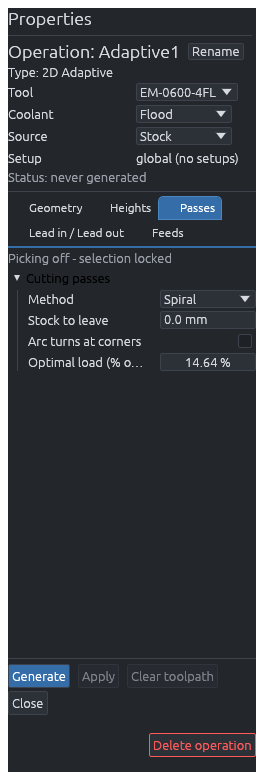 Properties
Operation: Adaptive1 Rename
Type: 2D Adaptive
Tool EM-0600-4FL
Coolant Flood
Source Stock
Setup global (no setups)
Status: never generated
Geometry Heights Passes
Lead in / Lead out Feeds
Picking off - selection locked
Cutting passes
Method Spiral
Stock to leave 0.0 mm
Arc turns at corners
Optimal load (% o... 14.64 %
Generate Apply Clear toolpath
Close
Delete operation